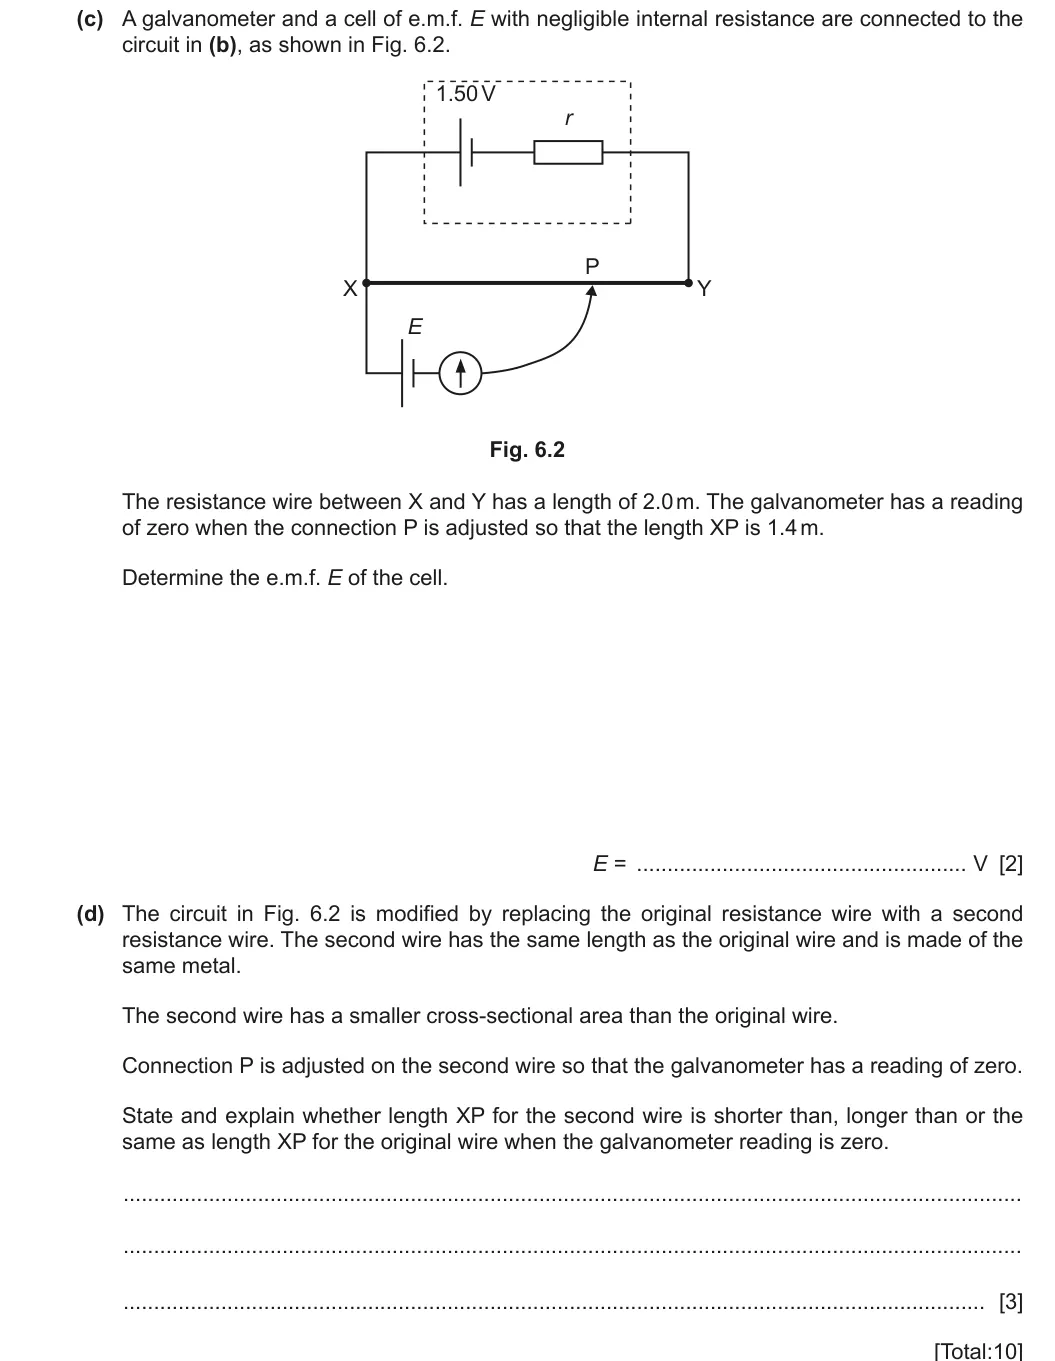 (c) A galvanometer and a cell of e.m.f. E with negligible internal resistance are connected to the
circuit in (b), as shown in Fig. 6.2.
1.50 V
r
P
X
Y
E
Fig. 6.2
The resistance wire between X and Y has a length of 2.0 m. The galvanometer has a reading
of zero when the connection P is adjusted so that the length XP is 1.4 m.
Determine the e.m.f. E of the cell.
E = ...................................................... V [2]
(d) The circuit in Fig. 6.2 is modified by replacing the original resistance wire with a second
resistance wire. The second wire has the same length as the original wire and is made of the
same metal.
The second wire has a smaller cross-sectional area than the original wire.
Connection P is adjusted on the second wire so that the galvanometer has a reading of zero.
State and explain whether length XP for the second wire is shorter than, longer than or the
same as length XP for the original wire when the galvanometer reading is zero.
...................................................................................................................................................
...................................................................................................................................................
............................................................................................................................................. [3]
[Total:10]